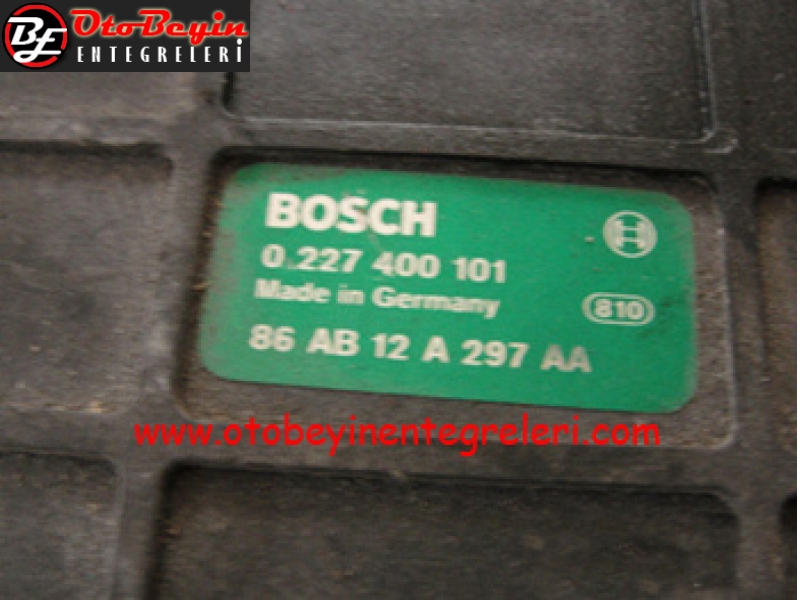 BF OtoBeyin
ENTEGRELERİ
BOSCH
0 227 400 101
Made in Germany
810
86 AB 12 A 297 AA
www.otobeyinentegreleri.com